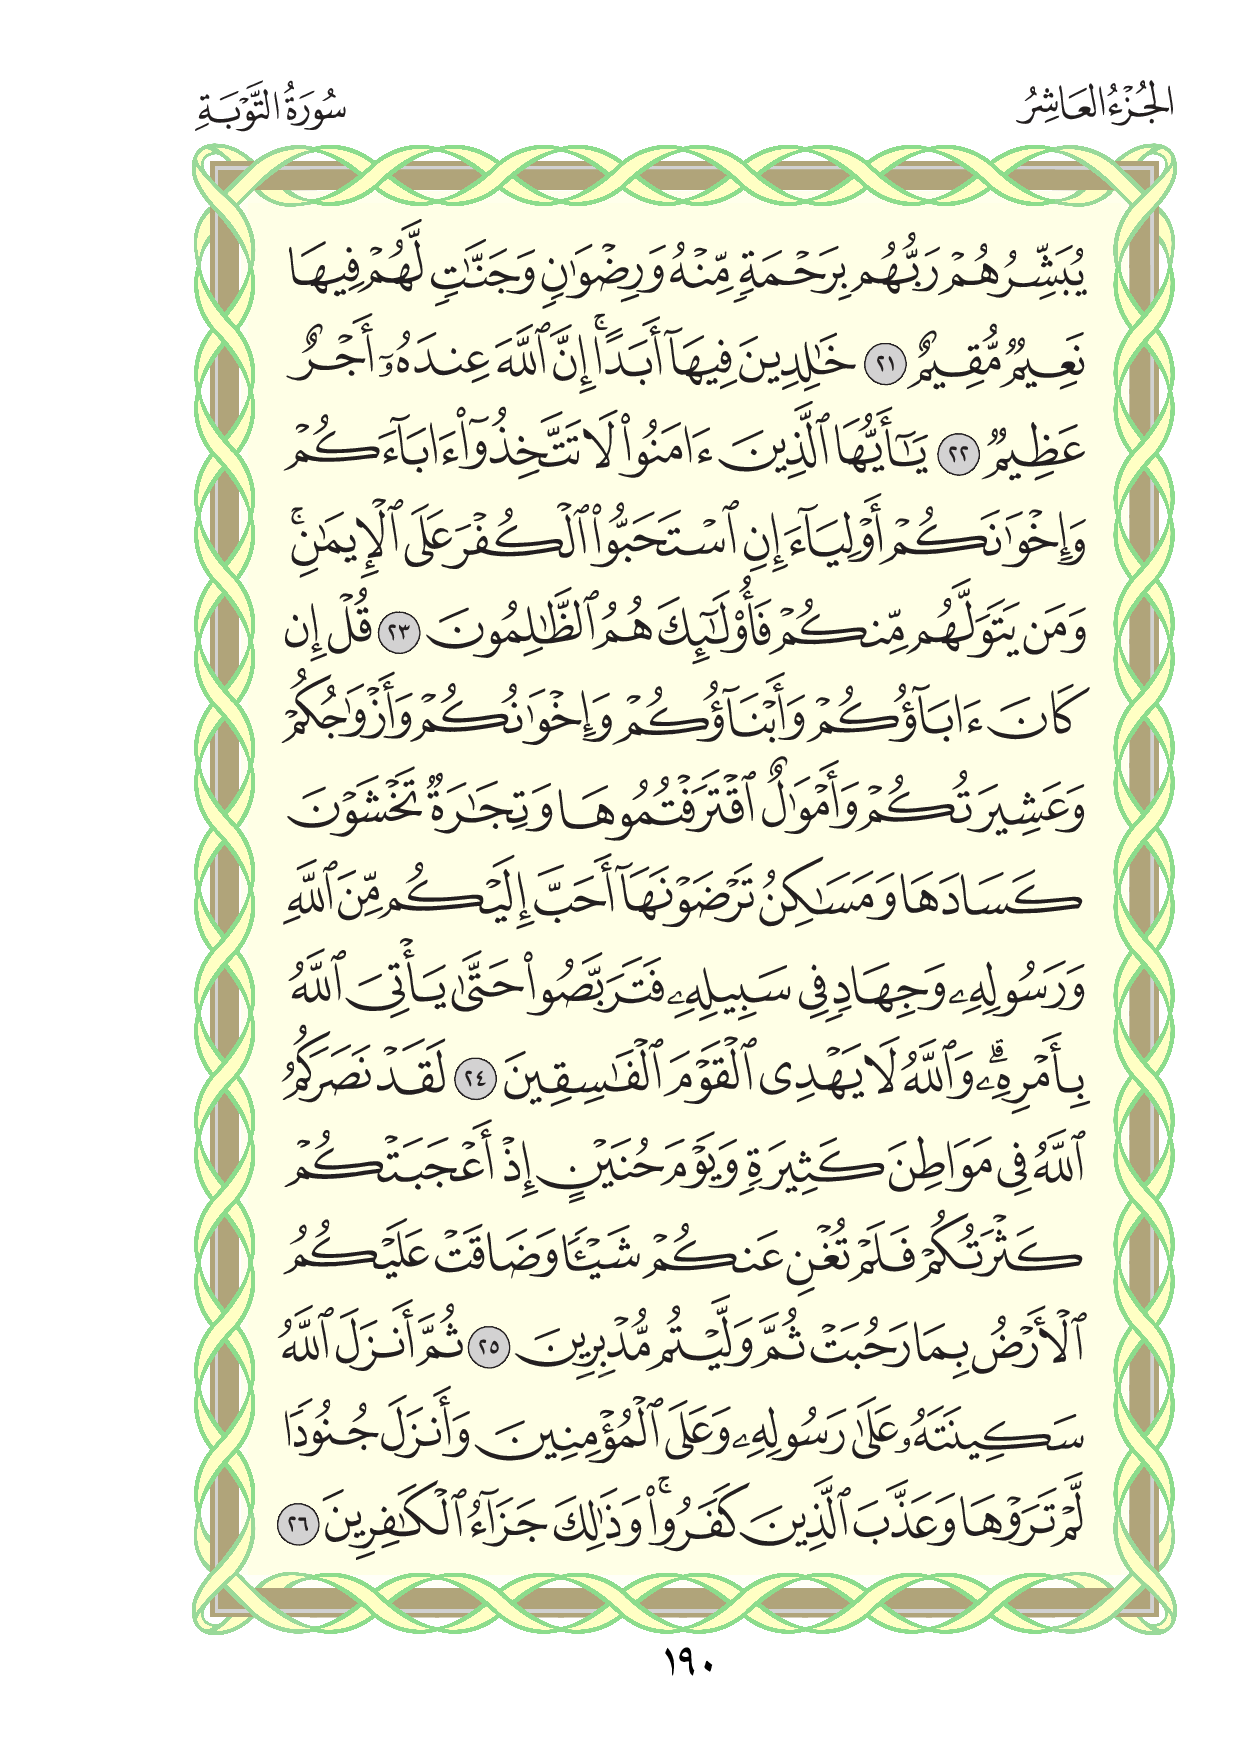 الجُزْءُ العَاشِرُ
سُورَةُ التَّوْبَةِ
يُبَشِّرُهُمْ رَبُّهُم بِرَحْمَةٍ مِّنْهُ وَرِضْوَٰنٍ وَجَنَّٰتٍ لَّهُمْ فِيهَا
نَعِيمٌ مُّقِيمٌ ٢١ خَٰلِدِينَ فِيهَآ أَبَدًا ۚ إِنَّ ٱللَّهَ عِندَهُۥٓ أَجْرٌ
عَظِيمٌ ٢٢ يَٰٓأَيُّهَا ٱلَّذِينَ ءَامَنُوا۟ لَا تَتَّخِذُوٓا۟ ءَابَآءَكُمْ
وَإِخْوَٰنَكُمْ أَوْلِيَآءَ إِنِ ٱسْتَحَبُّوا۟ ٱلْكُفْرَ عَلَى ٱلْإِيمَٰنِ ۚ
وَمَن يَتَوَلَّهُم مِّنكُمْ فَأُو۟لَٰٓئِكَ هُمُ ٱلظَّٰلِمُونَ ٢٣ قُلْ إِن
كَانَ ءَابَآؤُكُمْ وَأَبْنَآؤُكُمْ وَإِخْوَٰنُكُمْ وَأَزْوَٰجُكُمْ
وَعَشِيرَتُكُمْ وَأَمْوَٰلٌ ٱقْتَرَفْتُمُوهَا وَتِجَٰرَةٌ تَخْشَوْنَ
كَسَادَهَا وَمَسَٰكِنُ تَرْضَوْنَهَآ أَحَبَّ إِلَيْكُم مِّنَ ٱللَّهِ
وَرَسُولِهِۦ وَجِهَادٍ فِى سَبِيلِهِۦ فَتَرَبَّصُوا۟ حَتَّىٰ يَأْتِىَ ٱللَّهُ
بِأَمْرِهِۦ ۗ وَٱللَّهُ لَا يَهْدِى ٱلْقَوْمَ ٱلْفَٰسِقِينَ ٢٤ لَقَدْ نَصَرَكُمُ
ٱللَّهُ فِى مَوَاطِنَ كَثِيرَةٍ وَيَوْمَ حُنَيْنٍ إِذْ أَعْجَبَتْكُمْ
كَثْرَتُكُمْ فَلَمْ تُغْنِ عَنكُمْ شَيْـًٔا وَضَاقَتْ عَلَيْكُمُ
ٱلْأَرْضُ بِمَا رَحُبَتْ ثُمَّ وَلَّيْتُم مُّدْبِرِينَ ٢٥ ثُمَّ أَنزَلَ ٱللَّهُ
سَكِينَتَهُۥ عَلَىٰ رَسُولِهِۦ وَعَلَى ٱلْمُؤْمِنِينَ وَأَنزَلَ جُنُودًا
لَّمْ تَرَوْهَا وَعَذَّبَ ٱلَّذِينَ كَفَرُوا۟ ۚ وَذَٰلِكَ جَزَآءُ ٱلْكَٰفِرِينَ ٢٦
١٩٠